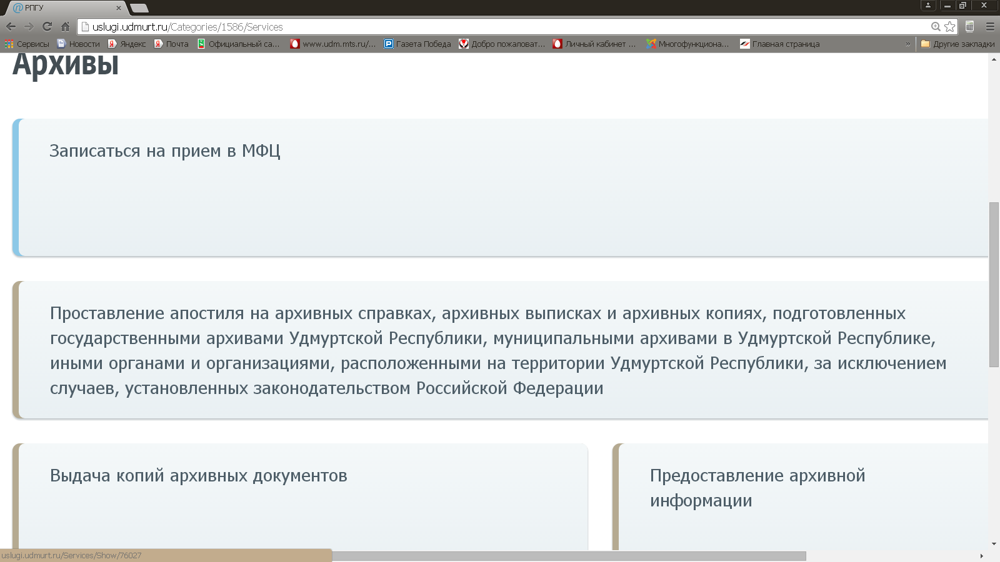 РПГУ
uslugi.udmurt.ru/Categories/1586/Services
Сервисы Новости Яндекс Почта Официальный са... www.udm.mts.ru/... Газета Победа Добро пожаловат... Личный кабинет ... Многофункциона... Главная страница » Другие закладки
Архивы
Записаться на прием в МФЦ
Проставление апостиля на архивных справках, архивных выписках и архивных копиях, подготовленных
государственными архивами Удмуртской Республики, муниципальными архивами в Удмуртской Республике,
иными органами и организациями, расположенными на территории Удмуртской Республики, за исключением
случаев, установленных законодательством Российской Федерации
Выдача копий архивных документов
Предоставление архивной
информации
uslugi.udmurt.ru/Services/Show/76027